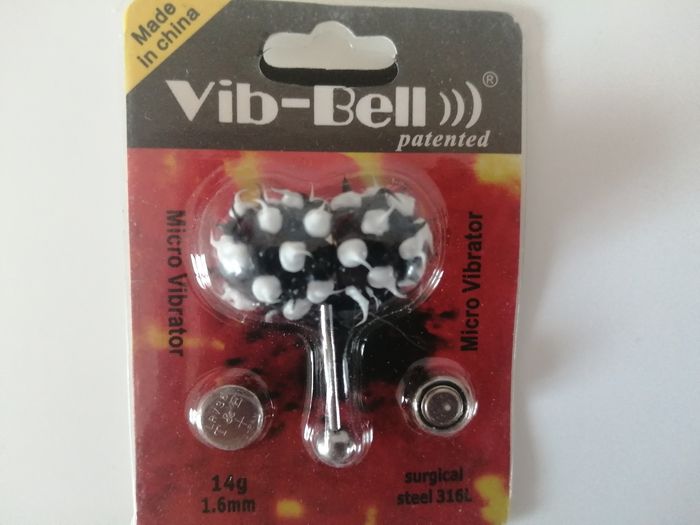 Made
in china
Vib-Bell
®
patented
Micro Vibrator
Micro Vibrator
14g
1.6mm
surgical
steel 316L